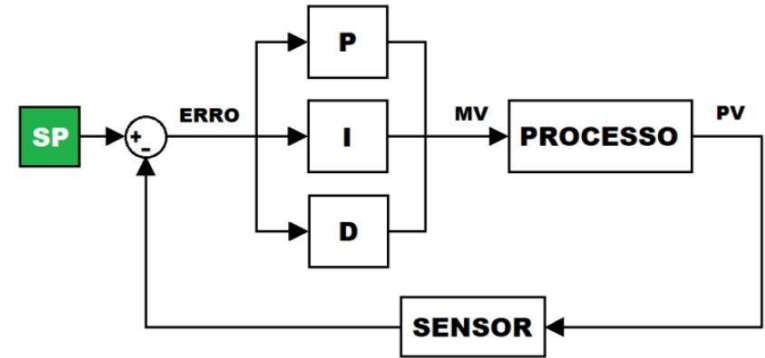 P
SP
+
-
ERRO
I
MV
PROCESSO
PV
D
SENSOR